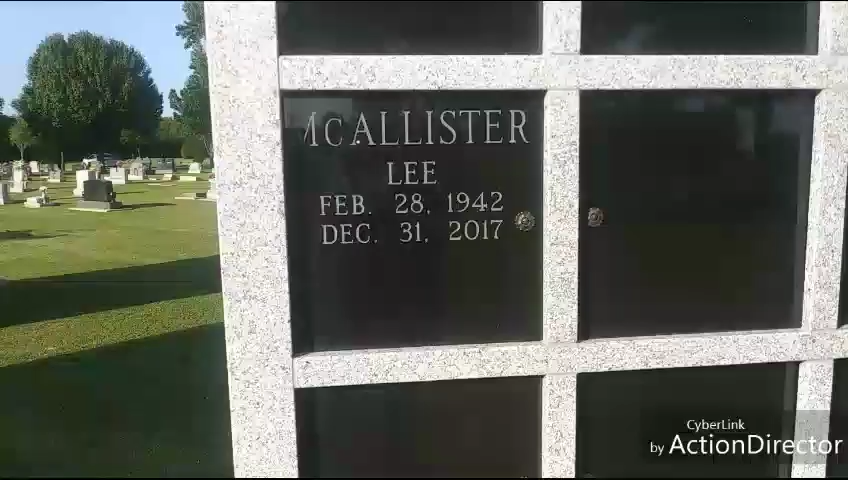 McALLISTER
LEE
FEB. 28, 1942
DEC. 31, 2017
CyberLink
by ActionDirector